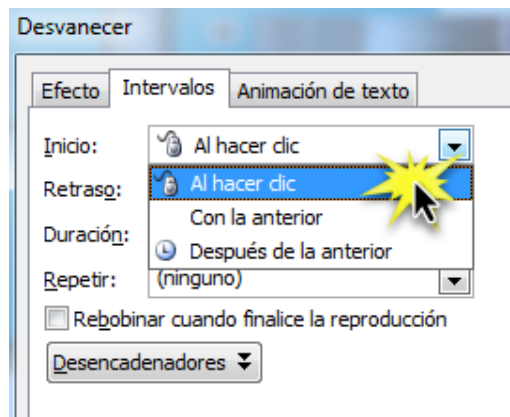 Desvanecer
Efecto Intervalos Animación de texto
Inicio: Al hacer clic
Retraso: Al hacer clic
Con la anterior
Duración:
Después de la anterior
Repetir: (ninguno)
Rebobinar cuando finalice la reproducción
Desencadenadores